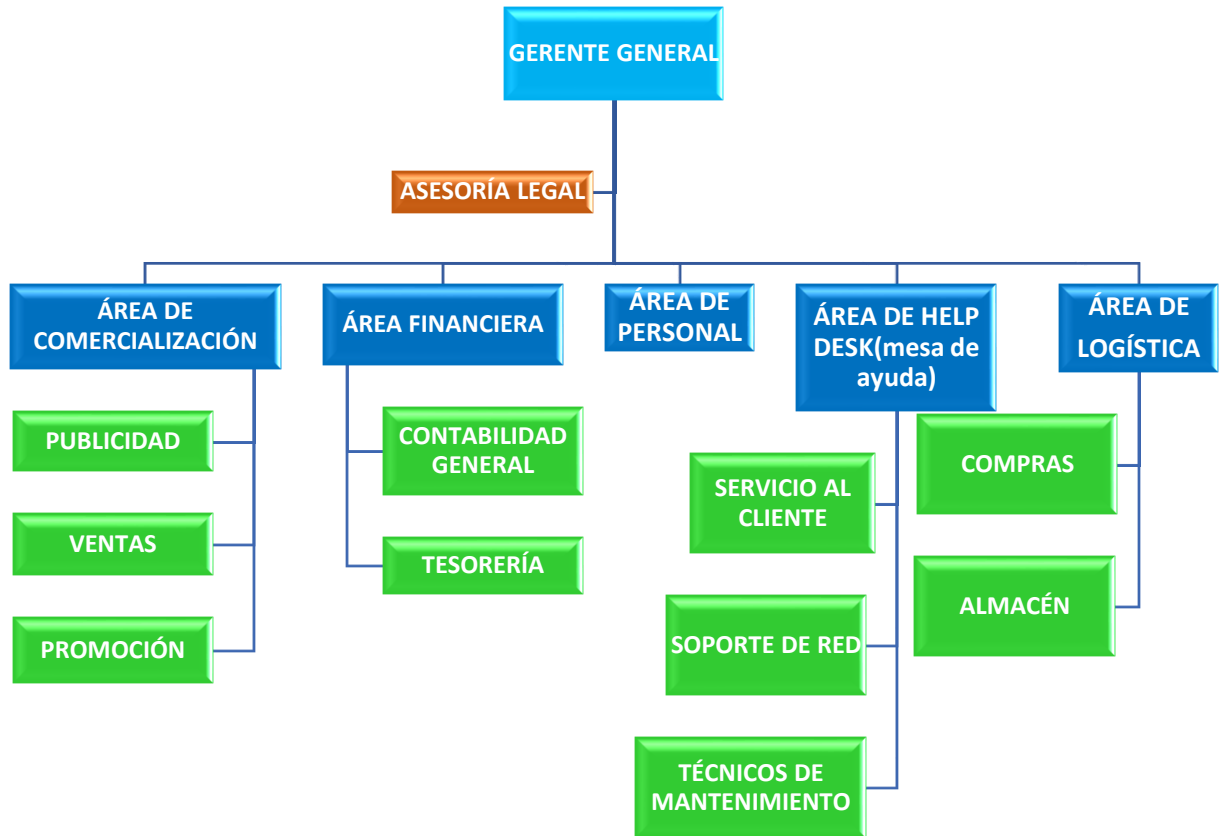 GERENTE GENERAL
ASESORÍA LEGAL
ÁREA DE
COMERCIALIZACIÓN
PUBLICIDAD
VENTAS
PROMOCIÓN
ÁREA FINANCIERA
CONTABILIDAD
GENERAL
TESORERÍA
ÁREA DE
PERSONAL
ÁREA DE HELP
DESK(mesa de
ayuda)
SERVICIO AL
CLIENTE
SOPORTE DE RED
TÉCNICOS DE
MANTENIMIENTO
ÁREA DE
LOGÍSTICA
COMPRAS
ALMACÉN